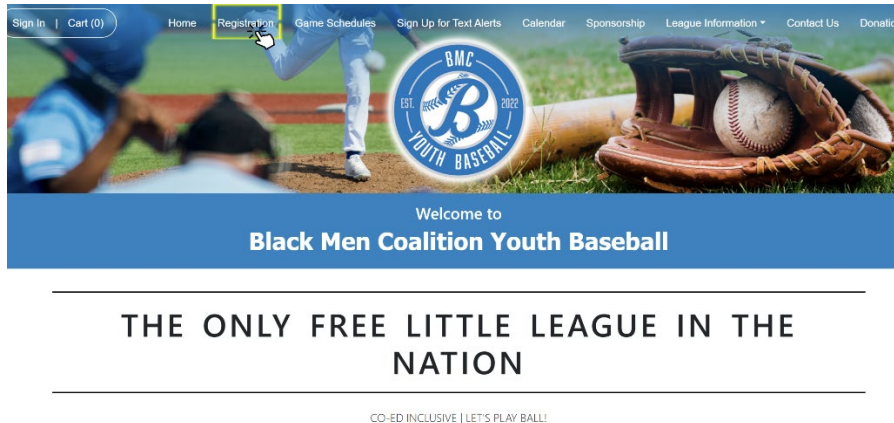 Sign In | Cart (0)
Home
Registration
Game Schedules
Sign Up for Text Alerts
Calendar
Sponsorship
League Information
Contact Us
Donatio
BMC
EST. 2022
B
YOUTH BASEBALL
Welcome to
Black Men Coalition Youth Baseball
THE ONLY FREE LITTLE LEAGUE IN THE
NATION
CO-ED INCLUSIVE | LET'S PLAY BALL!